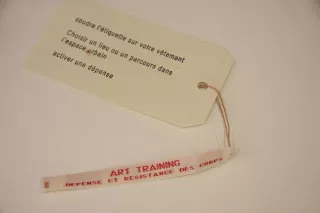 coudre l'étiquette sur votre vêtement
Choisir un lieu ou un parcours dans
l'espace urbain
activer une dépense
ART TRAINING
DEPENSE ET RESISTANCE DES CORPS